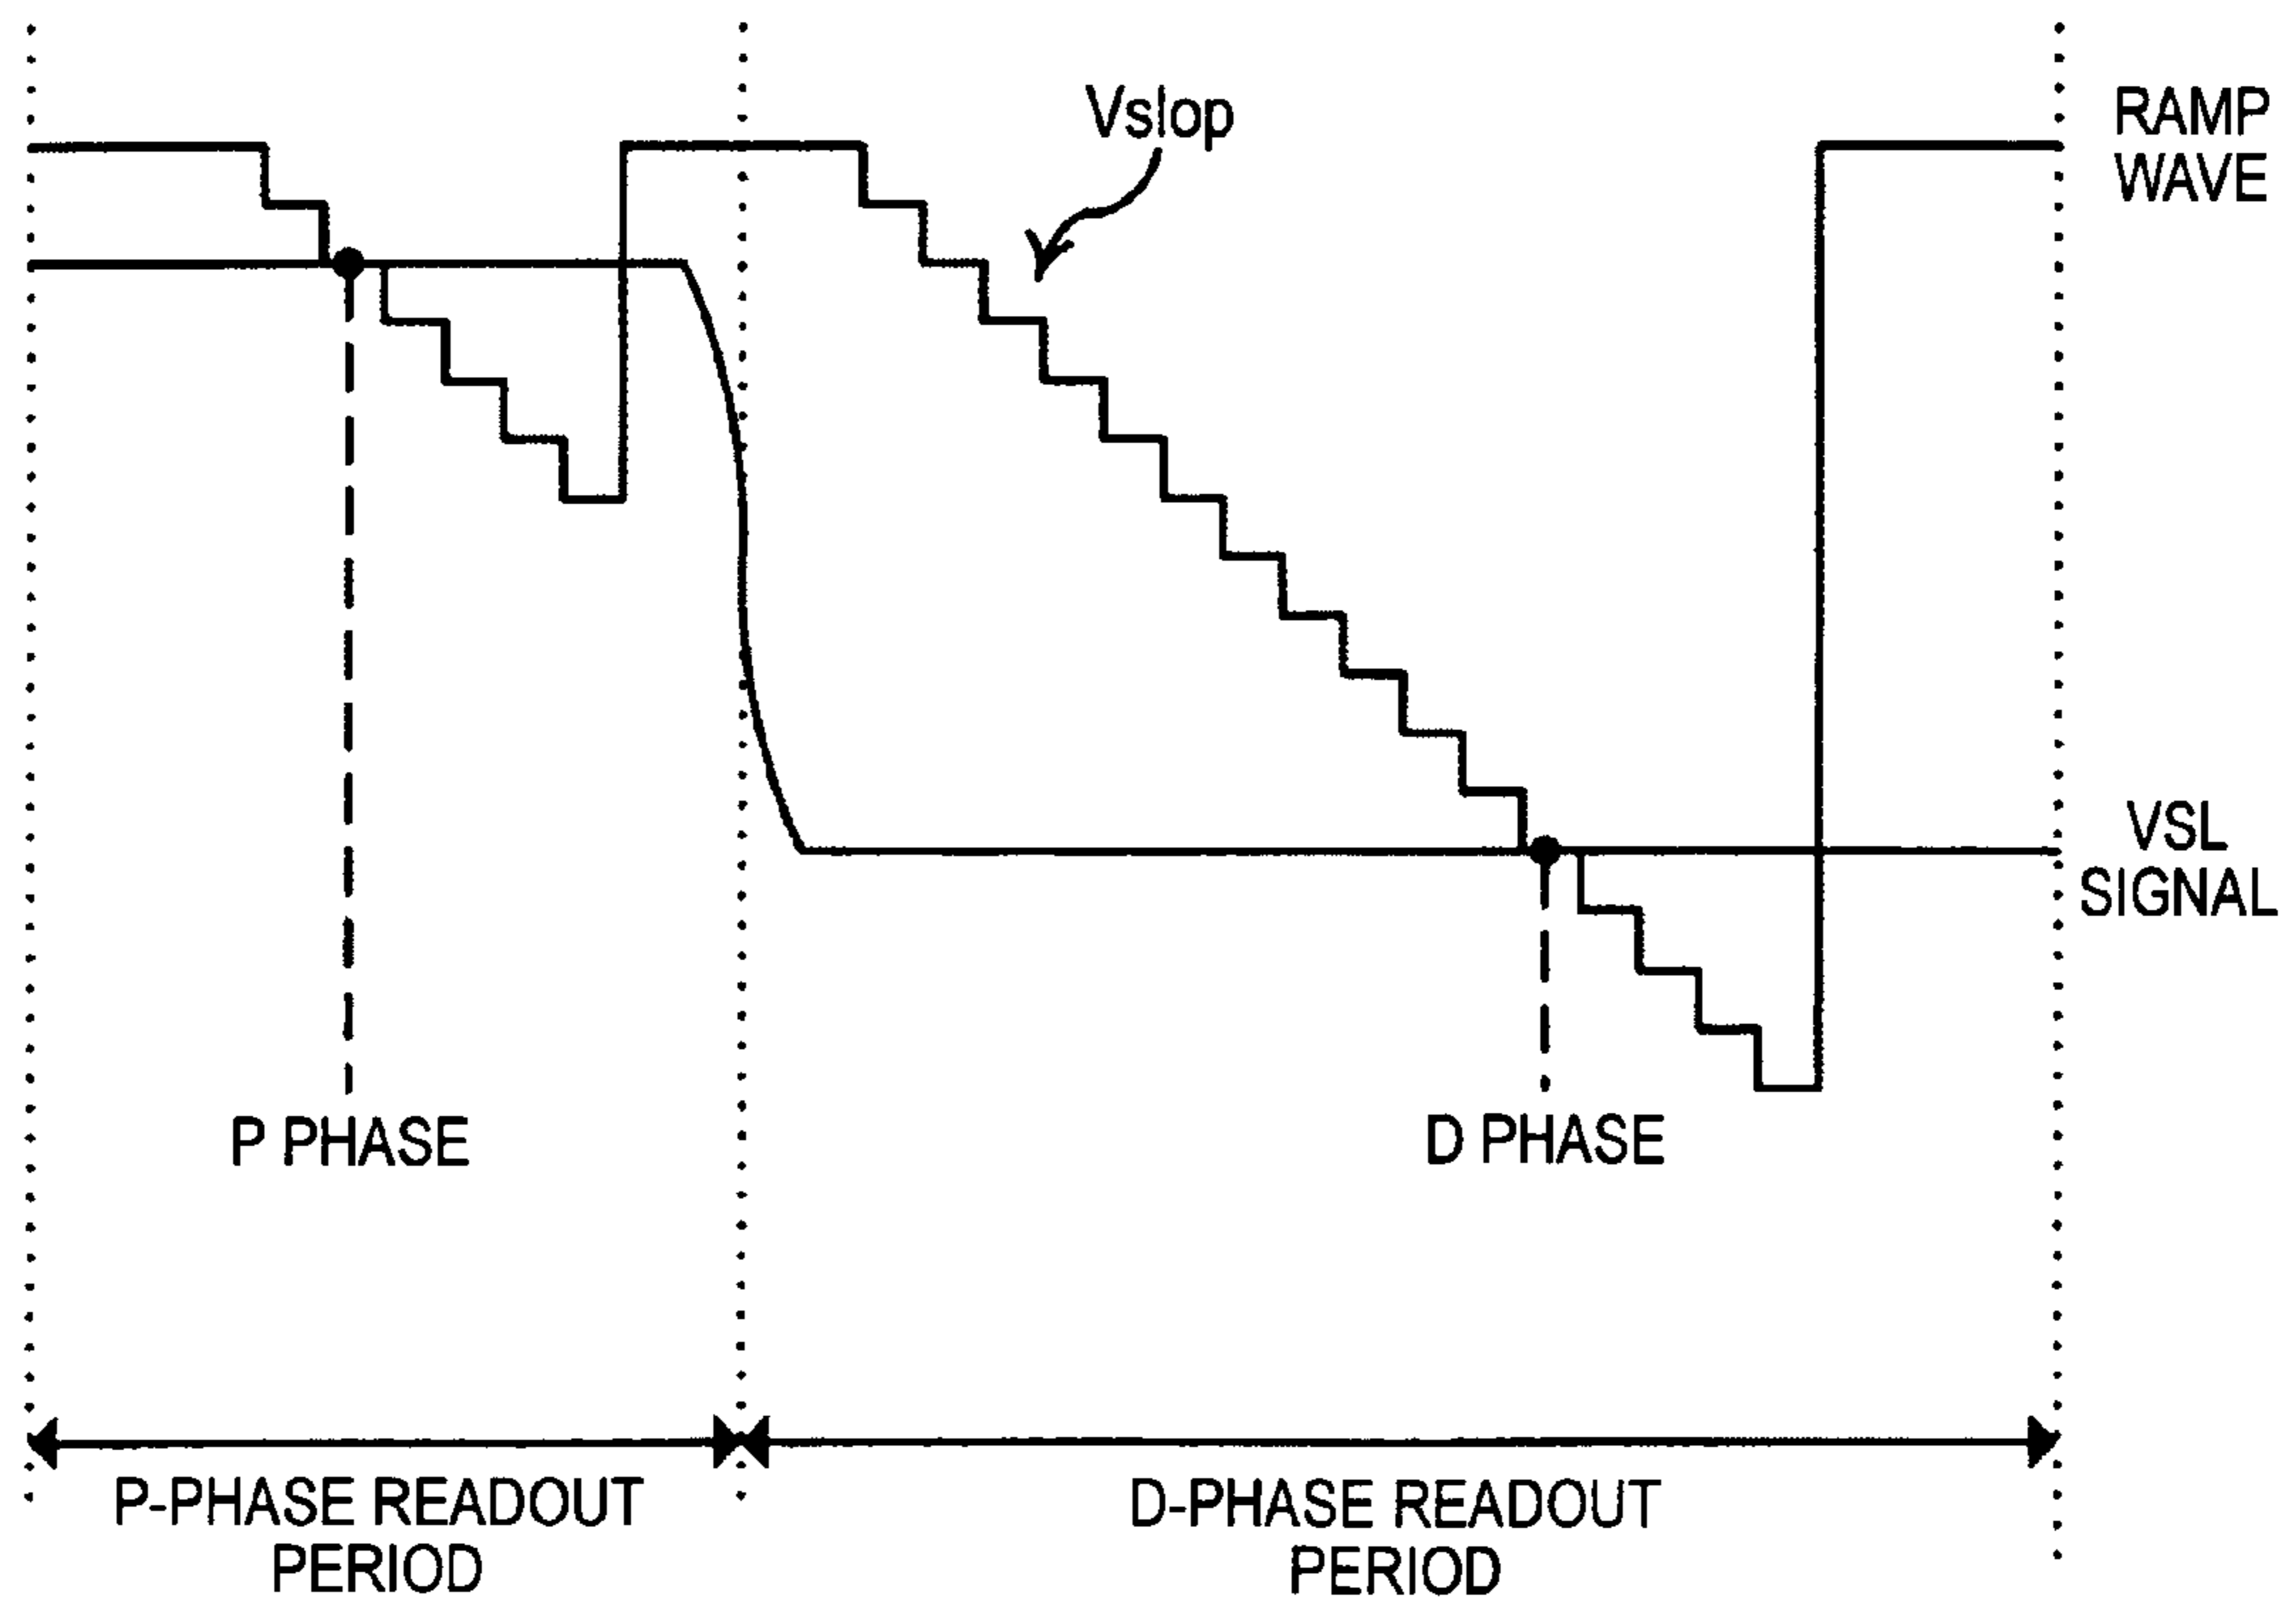 Vslop
RAMP
WAVE
VSL
SIGNAL
P PHASE
D PHASE
P-PHASE READOUT
PERIOD
D-PHASE READOUT
PERIOD